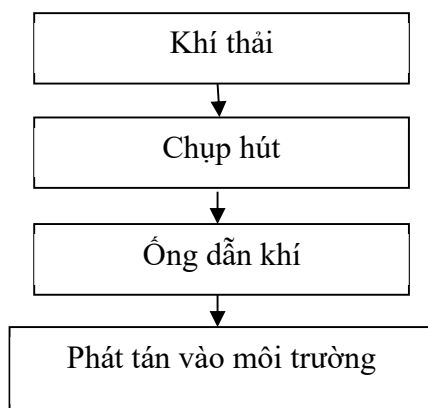 Khí thải
Chụp hút
Ống dẫn khí
Phát tán vào môi trường